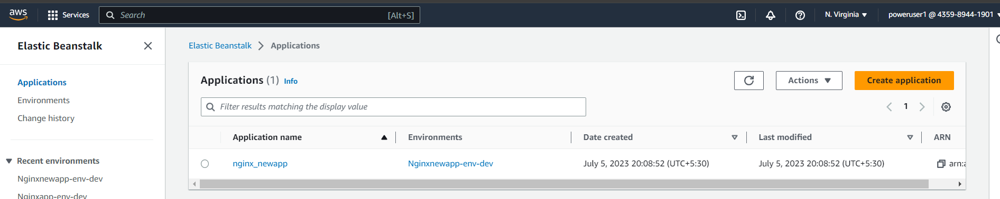 aws Services Search [Alt+S] N. Virginia poweruser1 @ 4359-8944-1901
Elastic Beanstalk
Applications
Environments
Change history
Recent environments
Nginxnewapp-env-dev
Nginxapp-env-dev
Elastic Beanstalk > Applications
Applications (1) Info Actions Create application
Filter results matching the display value 1
Application name Environments Date created Last modified ARN
nginx_newapp Nginxnewapp-env-dev July 5, 2023 20:08:52 (UTC+5:30) July 5, 2023 20:08:52 (UTC+5:30) arn: